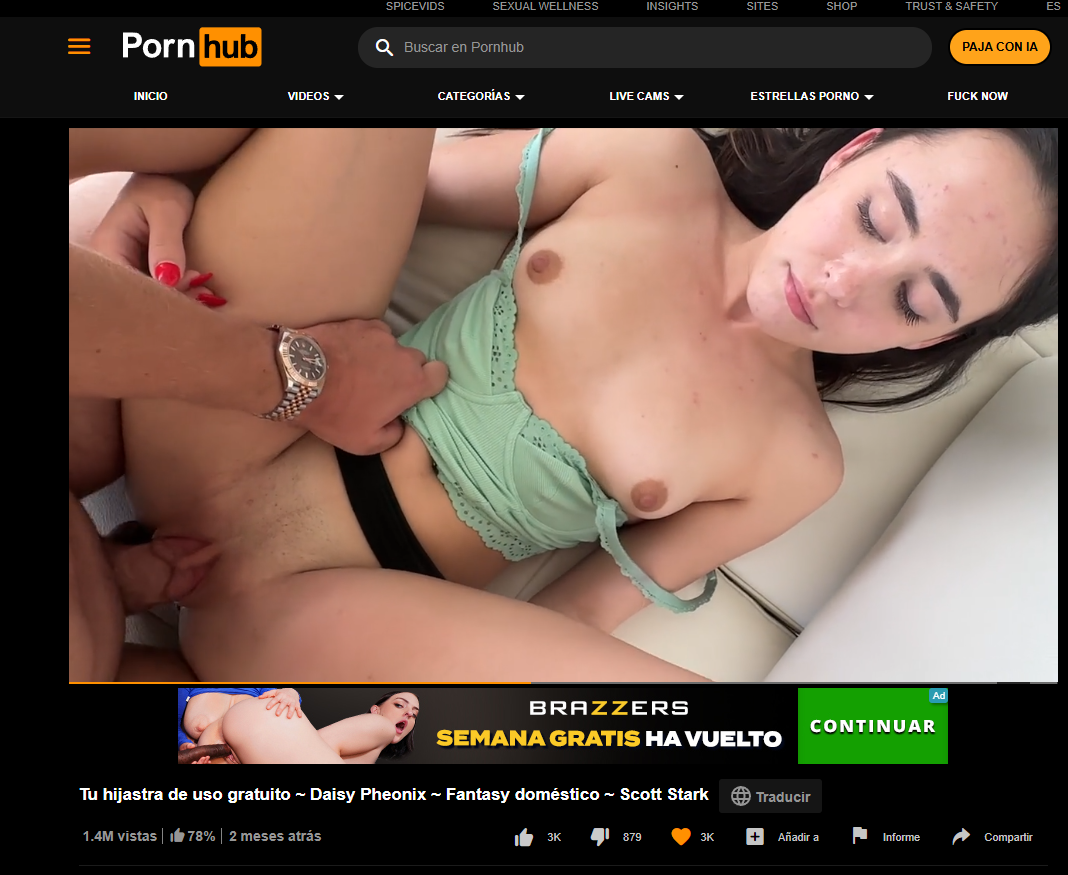 SPICEVIDS SEXUAL WELLNESS INSIGHTS SITES SHOP TRUST & SAFETY ES
Pornhub Buscar en Pornhub PAJA CON IA
INICIO VIDEOS CATEGORÍAS LIVE CAMS ESTRELLAS PORNO FUCK NOW
Ad
BRAZZERS
SEMANA GRATIS HA VUELTO
CONTINUAR
Tu hijastra de uso gratuito ~ Daisy Pheonix ~ Fantasy doméstico ~ Scott Stark Traducir
1.4M vistas 78% 2 meses atrás 3K 879 3K Añadir a Informe Compartir